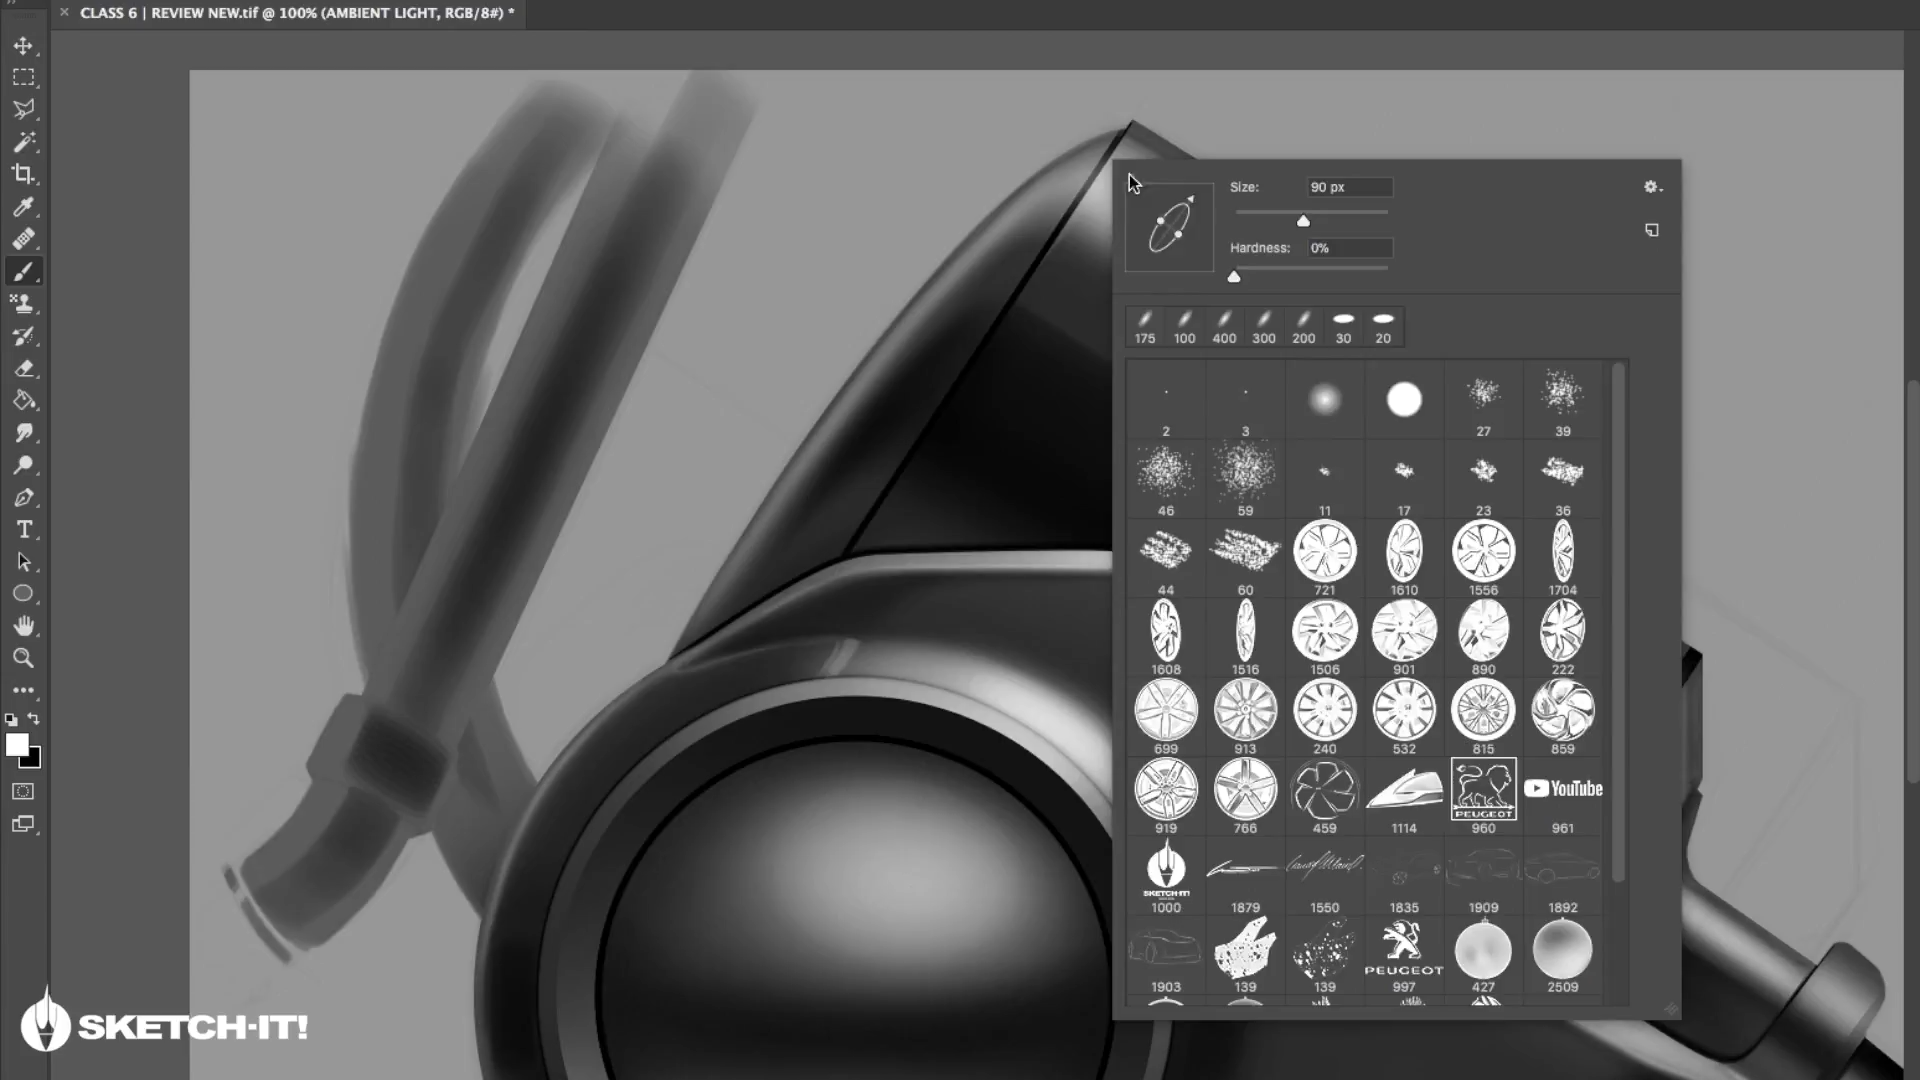 × CLASS 6 | REVIEW NEW.tif @ 100% (AMBIENT LIGHT, RGB/8#) *
Size: 90 px
Hardness: 0%
175 100 400 300 200 30 20
2 3 27 39
46 59 11 17 23 36
44 60 721 1610 1556 1704
1608 1516 1506 901 890 222
699 913 240 532 815 859
PEUGEOT YouTube
919 766 459 1114 960 961
SKETCH-IT!
1000 1879 1550 1835 1909 1892
PEUGEOT
1903 139 139 997 427 2509
SKETCH-IT!